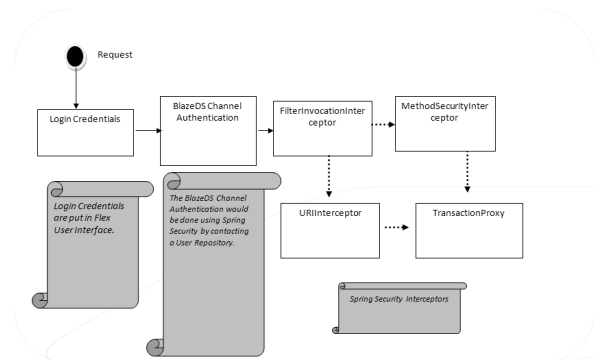 Request
Login Credentials
BlazeDS Channel
Authentication
FilterInvocationInter
ceptor
MethodSecurityInter
ceptor
URIInterceptor
TransactionProxy
Login Credentials
are put in Flex
User Interface.
The BlazeDS Channel
Authentication would
be done using Spring
Security by contacting
a User Repository.
Spring Security Interceptors